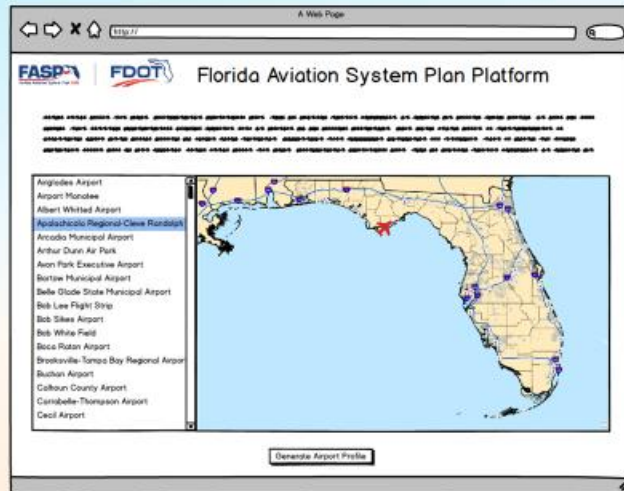 A Web Page
http://
FASP FDOT Florida Aviation System Plan Platform
Anglades Airport
Airport Manatee
Albert Whitted Airport
Apalachicola Regional-Cleve Randolph
Arcadia Municipal Airport
Arthur Dunn Air Park
Avon Park Executive Airport
Bartow Municipal Airport
Belle Glade State Municipal Airport
Bob Lee Flight Strip
Bob Sikes Airport
Bob White Field
Boca Raton Airport
Brooksville-Tampa Bay Regional Airpor
Buchan Airport
Calhoun County Airport
Carrabelle-Thompson Airport
Cecil Airport
Generate Airport Profile